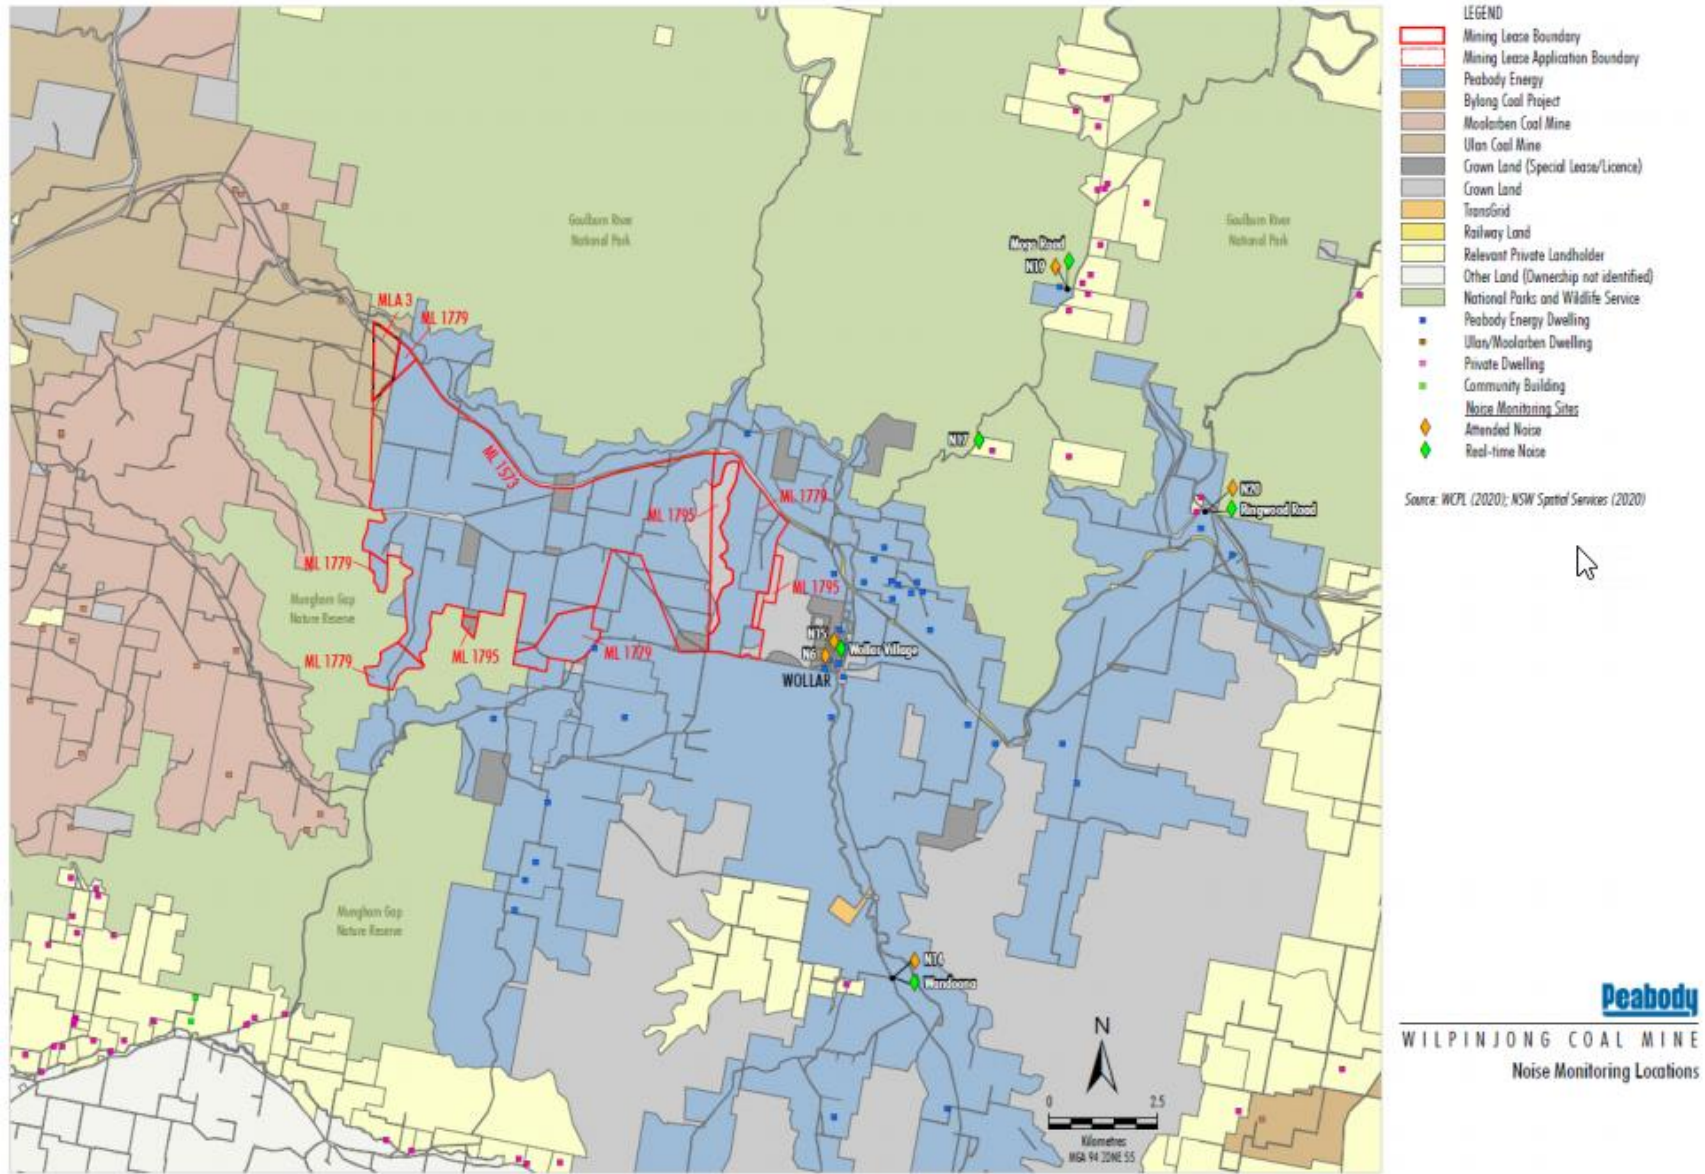 LEGEND
Mining Lease Boundary
Mining Lease Application Boundary
Peabody Energy
Bylong Coal Project
Moolarben Coal Mine
Ulan Coal Mine
Crown Land (Special Lease/Licence)
Crown Land
TransGrid
Railway Land
Relevant Private Landholder
Other Land (Ownership not identified)
National Parks and Wildlife Service
Peabody Energy Dwelling
Ulan/Moolarben Dwelling
Private Dwelling
Community Building
Noise Monitoring Sites
Attended Noise
Real-time Noise
Source: WCPL (2020); NSW Spatial Services (2020)
Goulburn River
National Park
Goulburn River
National Park
Mogo Road
N19
MLA 3
ML 1779
N17
ML 1573
ML 1779
ML 1795
N20
Ringwood Road
ML 1779
ML 1795
Munghorn Gap
Nature Reserve
N15
Wollar Village
N6
ML 1779
ML 1795
ML 1779
WOLLAR
Munghorn Gap
Nature Reserve
N14
Wandoona
N
0 2.5
Kilometres
MGA 94 ZONE 55
Peabody
WILPINJONG COAL MINE
Noise Monitoring Locations